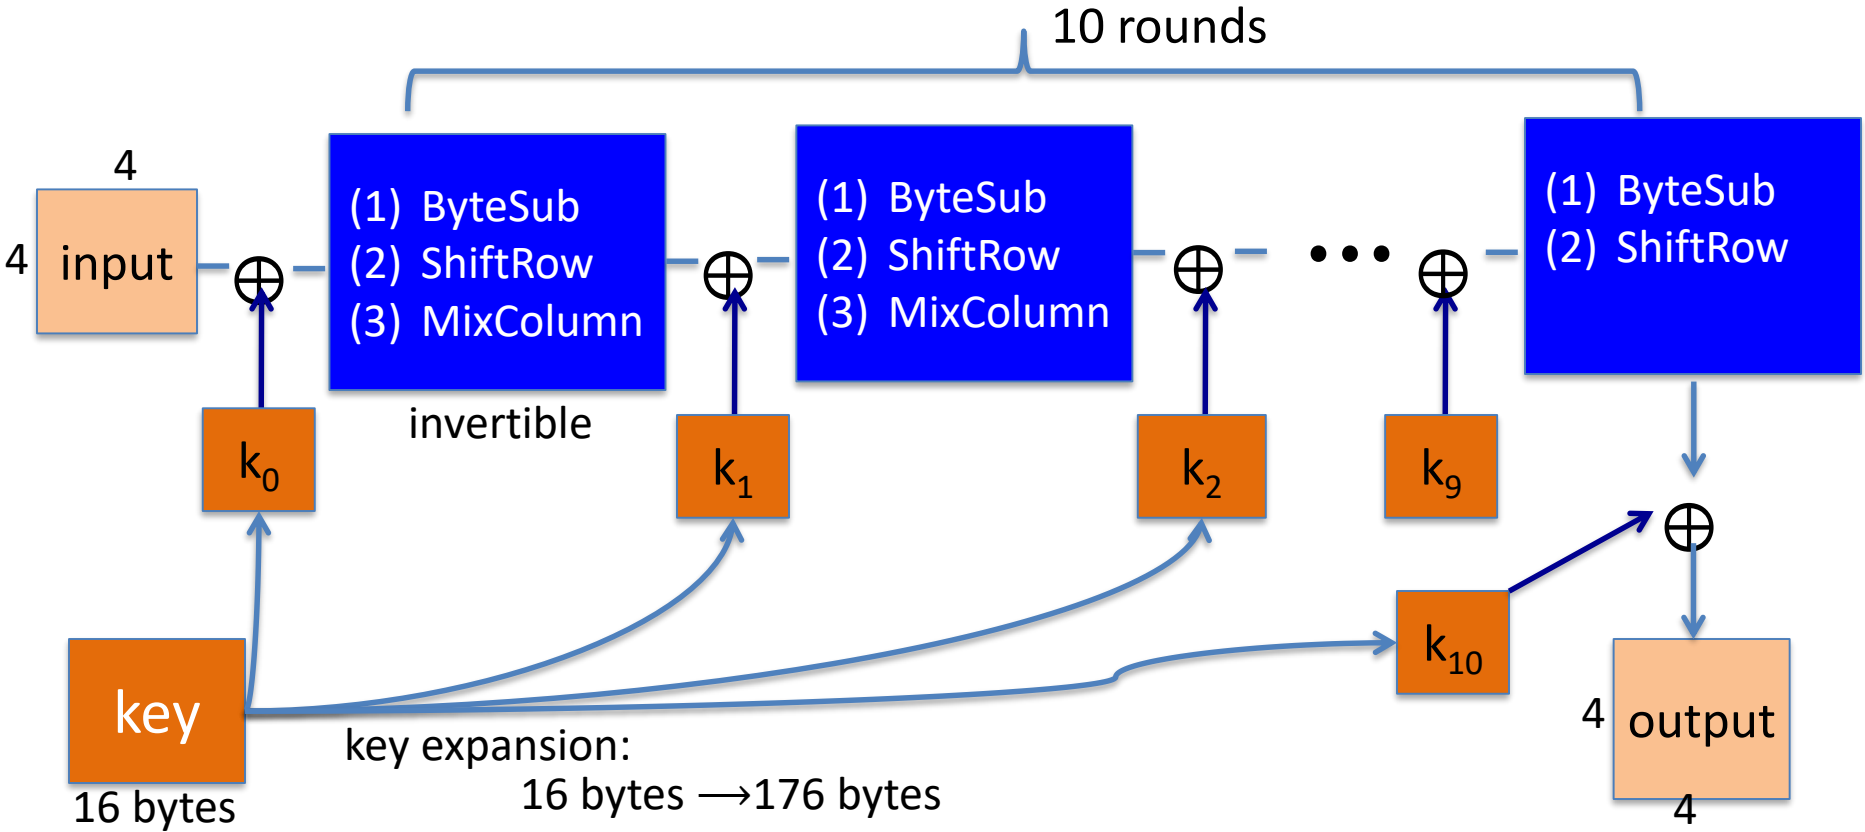 10 rounds
4
4
input
(1) ByteSub
(2) ShiftRow
(3) MixColumn
invertible
(1) ByteSub
(2) ShiftRow
(3) MixColumn
•••
(1) ByteSub
(2) ShiftRow
k₀
k₁
k₂
k₉
k₁₀
key
16 bytes
key expansion:
16 bytes ⟶176 bytes
4
output
4